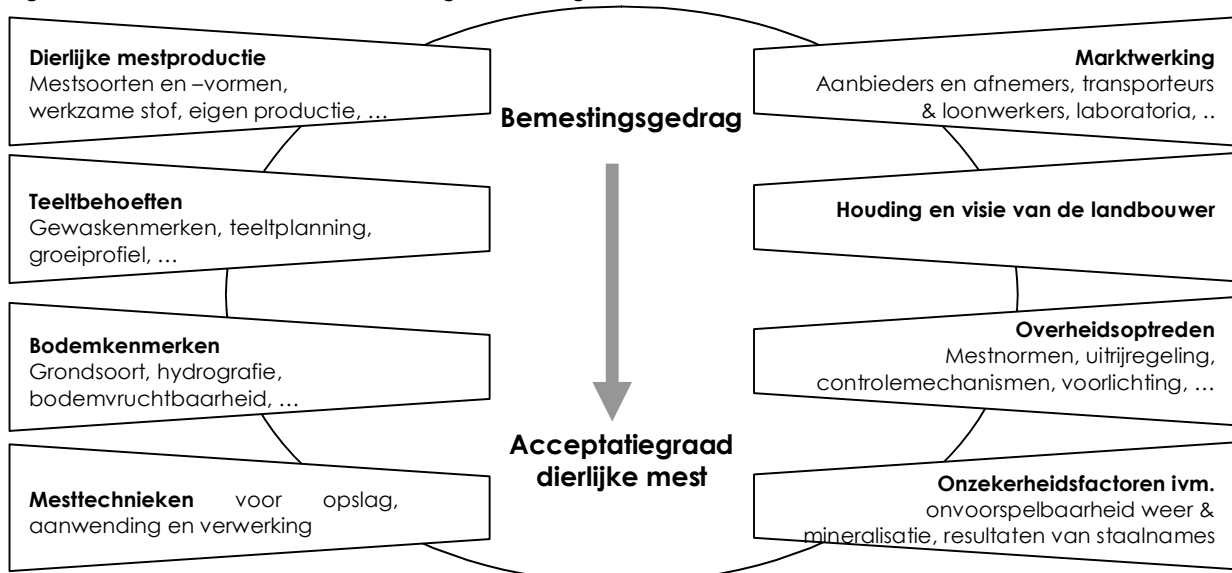 Dierlijke mestproductie
Mestsoorten en –vormen,
werkzame stof, eigen productie, …
Teeltbehoeften
Gewaskenmerken, teeltplanning,
groeiprofiel, …
Bodemkenmerken
Grondsoort, hydrografie,
bodemvruchtbaarheid, …
Mesttechnieken voor opslag,
aanwending en verwerking
Bemestingsgedrag
Acceptatiegraad
dierlijke mest
Marktwerking
Aanbieders en afnemers, transporteurs
& loonwerkers, laboratoria, ..
Houding en visie van de landbouwer
Overheidsoptreden
Mestnormen, uitrijregeling,
controlemechanismen, voorlichting, …
Onzekerheidsfactoren ivm.
onvoorspelbaarheid weer &
mineralisatie, resultaten van staalnames